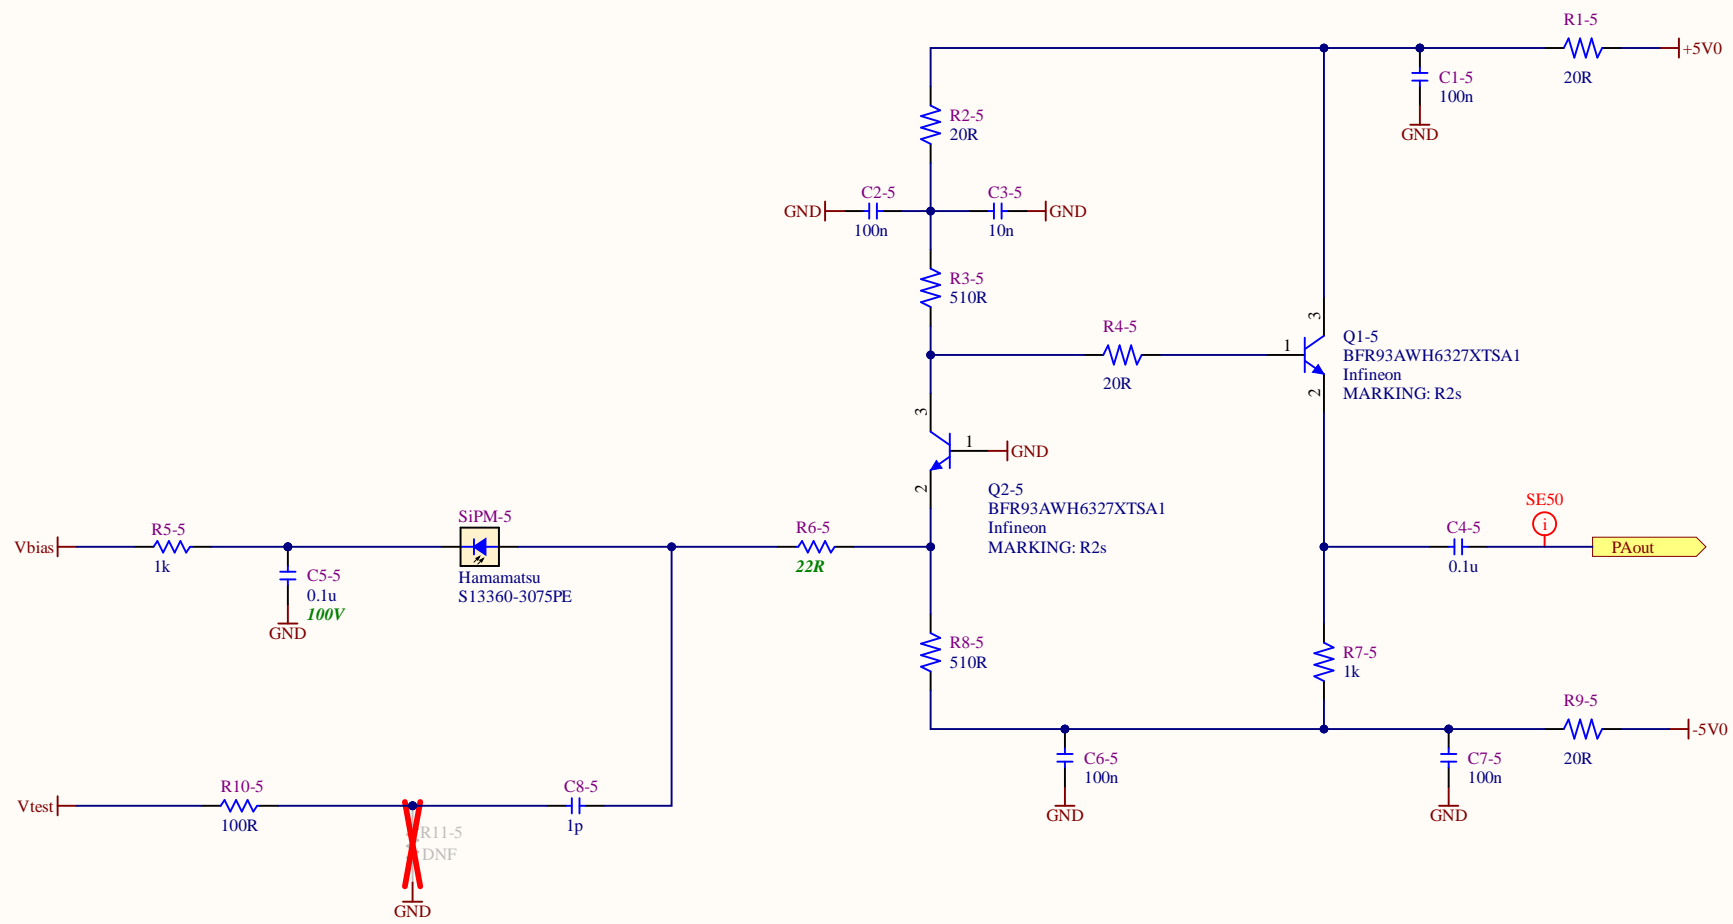 R1-5
+5V0
20R
C1-5
100n
GND
R2-5
20R
C2-5
C3-5
GND
GND
100n
10n
R3-5
510R
R4-5
20R
3
1
2
Q1-5
BFR93AWH6327XTSA1
Infineon
MARKING: R2s
3
1
GND
2
Q2-5
BFR93AWH6327XTSA1
Infineon
MARKING: R2s
SE50
i
C4-5
PAout
0.1u
Vbias
R5-5
1k
C5-5
0.1u
100V
GND
SiPM-5
Hamamatsu
S13360-3075PE
R6-5
22R
R8-5
510R
R7-5
1k
R9-5
-5V0
20R
C6-5
100n
GND
C7-5
100n
GND
Vtest
R10-5
100R
R11-5
DNF
GND
C8-5
1p